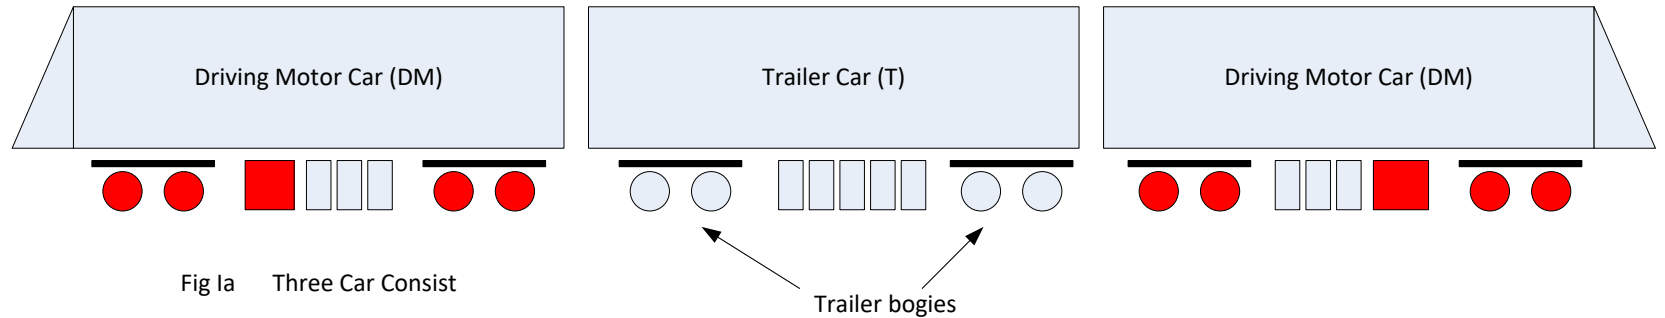 Driving Motor Car (DM)
Trailer Car (T)
Driving Motor Car (DM)
Fig Ia Three Car Consist
Trailer bogies